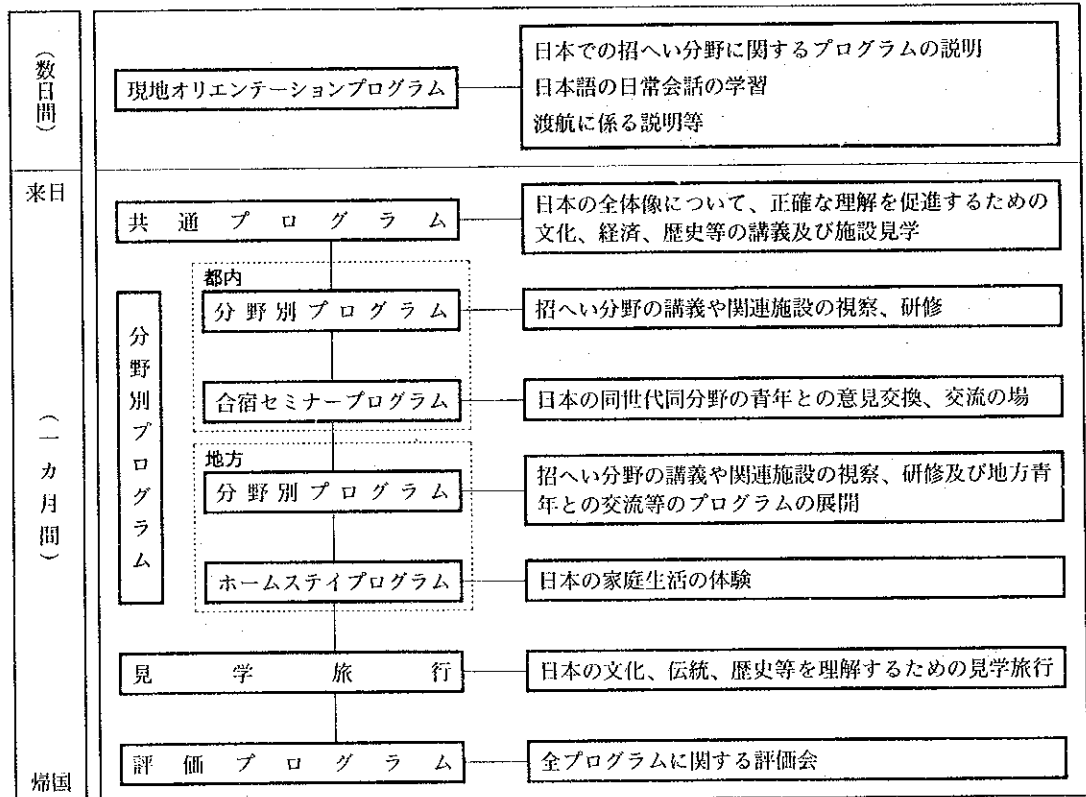 (数日間)
現地オリエンテーションプログラム
日本での招へい分野に関するプログラムの説明
日本語の日常会話の学習
渡航に係る説明等
来日
(一カ月間)
共通プログラム
日本の全体像について、正確な理解を促進するための
文化、経済、歴史等の講義及び施設見学
分野別プログラム
都内
分野別プログラム
招へい分野の講義や関連施設の視察、研修
合宿セミナープログラム
日本の同世代同分野の青年との意見交換、交流の場
地方
分野別プログラム
招へい分野の講義や関連施設の視察、研修及び地方青
年との交流等のプログラムの展開
ホームステイプログラム
日本の家庭生活の体験
見学旅行
日本の文化、伝統、歴史等を理解するための見学旅行
評価プログラム
全プログラムに関する評価会
帰国